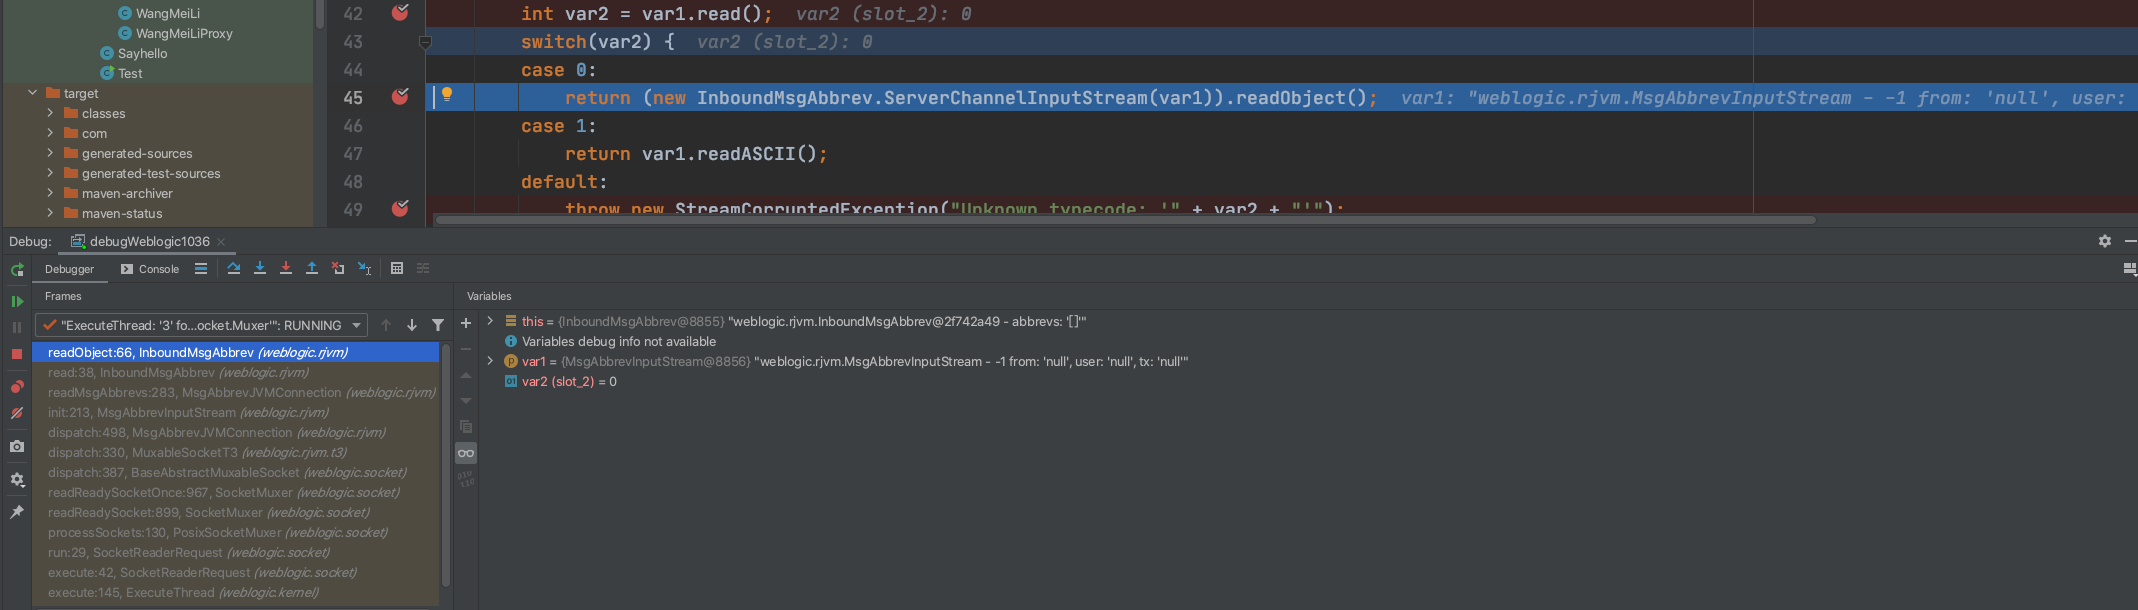 WangMeiLi
WangMeiLiProxy
Sayhello
Test
target
classes
com
generated-sources
generated-test-sources
maven-archiver
maven-status
42 int var2 = var1.read(); var2 (slot_2): 0
43 switch(var2) { var2 (slot_2): 0
44 case 0:
45 return (new InboundMsgAbbrev.ServerChannelInputStream(var1)).readObject(); var1: "weblogic.rjvm.MsgAbbrevInputStream - -1 from: 'null', user:
46 case 1:
47 return var1.readASCII();
48 default:
49 throw new StreamCorruptedException("Unknown typecode: '" + var2 + "'");
Debug: debugWeblogic1036
Debugger Console
Frames
"ExecuteThread: '3' fo...ocket.Muxer'": RUNNING
readObject:66, InboundMsgAbbrev (weblogic.rjvm)
read:38, InboundMsgAbbrev (weblogic.rjvm)
readMsgAbbrevs:283, MsgAbbrevJVMConnection (weblogic.rjvm)
init:213, MsgAbbrevInputStream (weblogic.rjvm)
dispatch:498, MsgAbbrevJVMConnection (weblogic.rjvm)
dispatch:330, MuxableSocketT3 (weblogic.rjvm.t3)
dispatch:387, BaseAbstractMuxableSocket (weblogic.socket)
readReadySocketOnce:967, SocketMuxer (weblogic.socket)
readReadySocket:899, SocketMuxer (weblogic.socket)
processSockets:130, PosixSocketMuxer (weblogic.socket)
run:29, SocketReaderRequest (weblogic.socket)
execute:42, SocketReaderRequest (weblogic.socket)
execute:145, ExecuteThread (weblogic.kernel)
Variables
this = {InboundMsgAbbrev@8855} "weblogic.rjvm.InboundMsgAbbrev@2f742a49 - abbrevs: '[]'"
Variables debug info not available
var1 = {MsgAbbrevInputStream@8856} "weblogic.rjvm.MsgAbbrevInputStream - -1 from: 'null', user: 'null', tx: 'null'"
var2 (slot_2) = 0